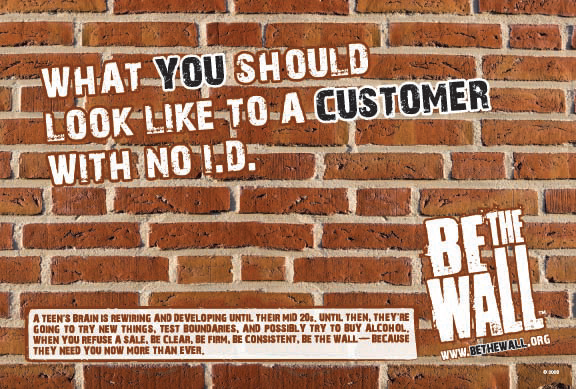 WHAT YOU SHOULD
LOOK LIKE TO A CUSTOMER
WITH NO I.D.
BE THE
WALL™
WWW.BETHEWALL.ORG
A TEEN'S BRAIN IS REWIRING AND DEVELOPING UNTIL THEIR MID 20s. UNTIL THEN, THEY'RE
GOING TO TRY NEW THINGS, TEST BOUNDARIES, AND POSSIBLY TRY TO BUY ALCOHOL.
WHEN YOU REFUSE A SALE, BE CLEAR, BE FIRM, BE CONSISTENT, BE THE WALL — BECAUSE
THEY NEED YOU NOW MORE THAN EVER.